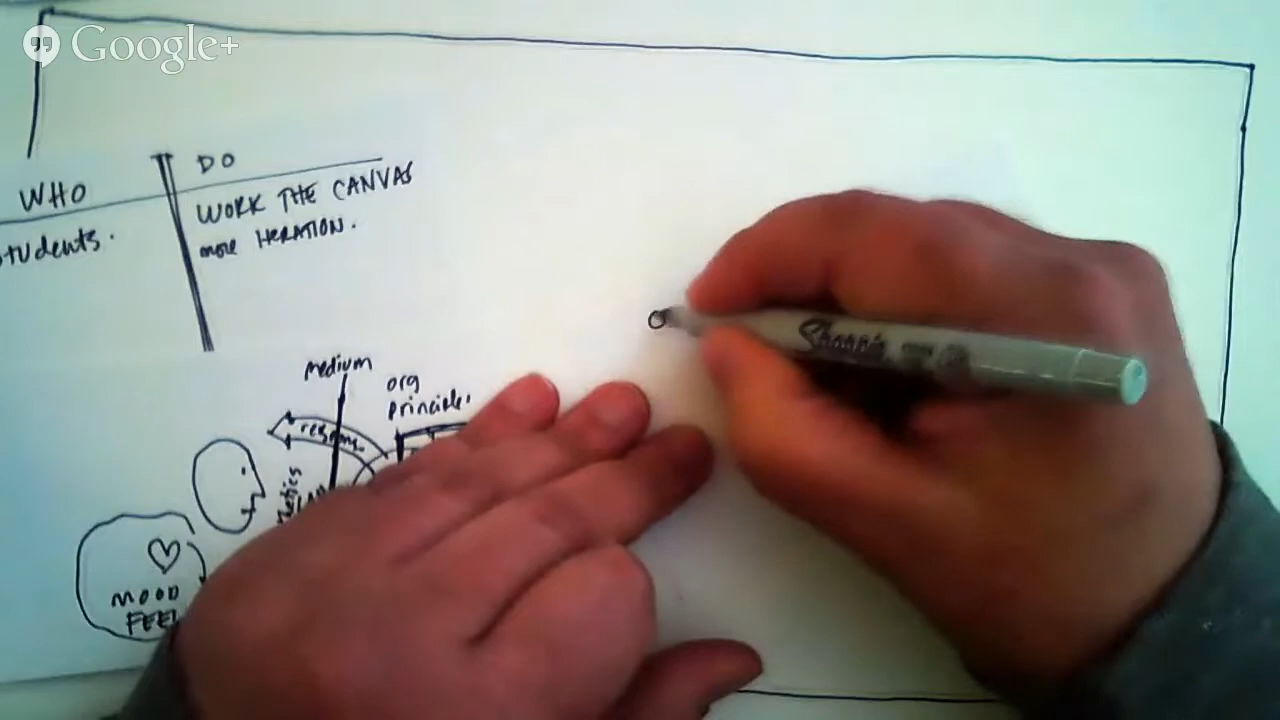 Google+
WHO
students.
DO
WORK THE CANVAS
more ITERATION.
medium
org
principles
MOOD
FEEL
Sharpie